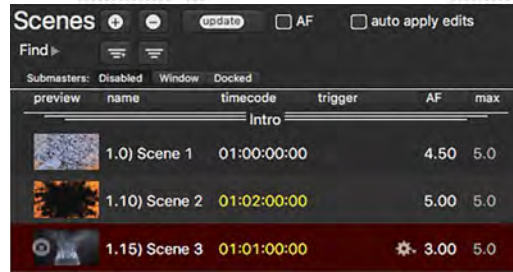 Scenes update AF auto apply edits
Find
Submasters: Disabled Window Docked
preview name timecode trigger AF max
Intro
1.0) Scene 1 01:00:00:00 4.50 5.0
1.10) Scene 2 01:02:00:00 5.00 5.0
1.15) Scene 3 01:01:00:00 3.00 5.0